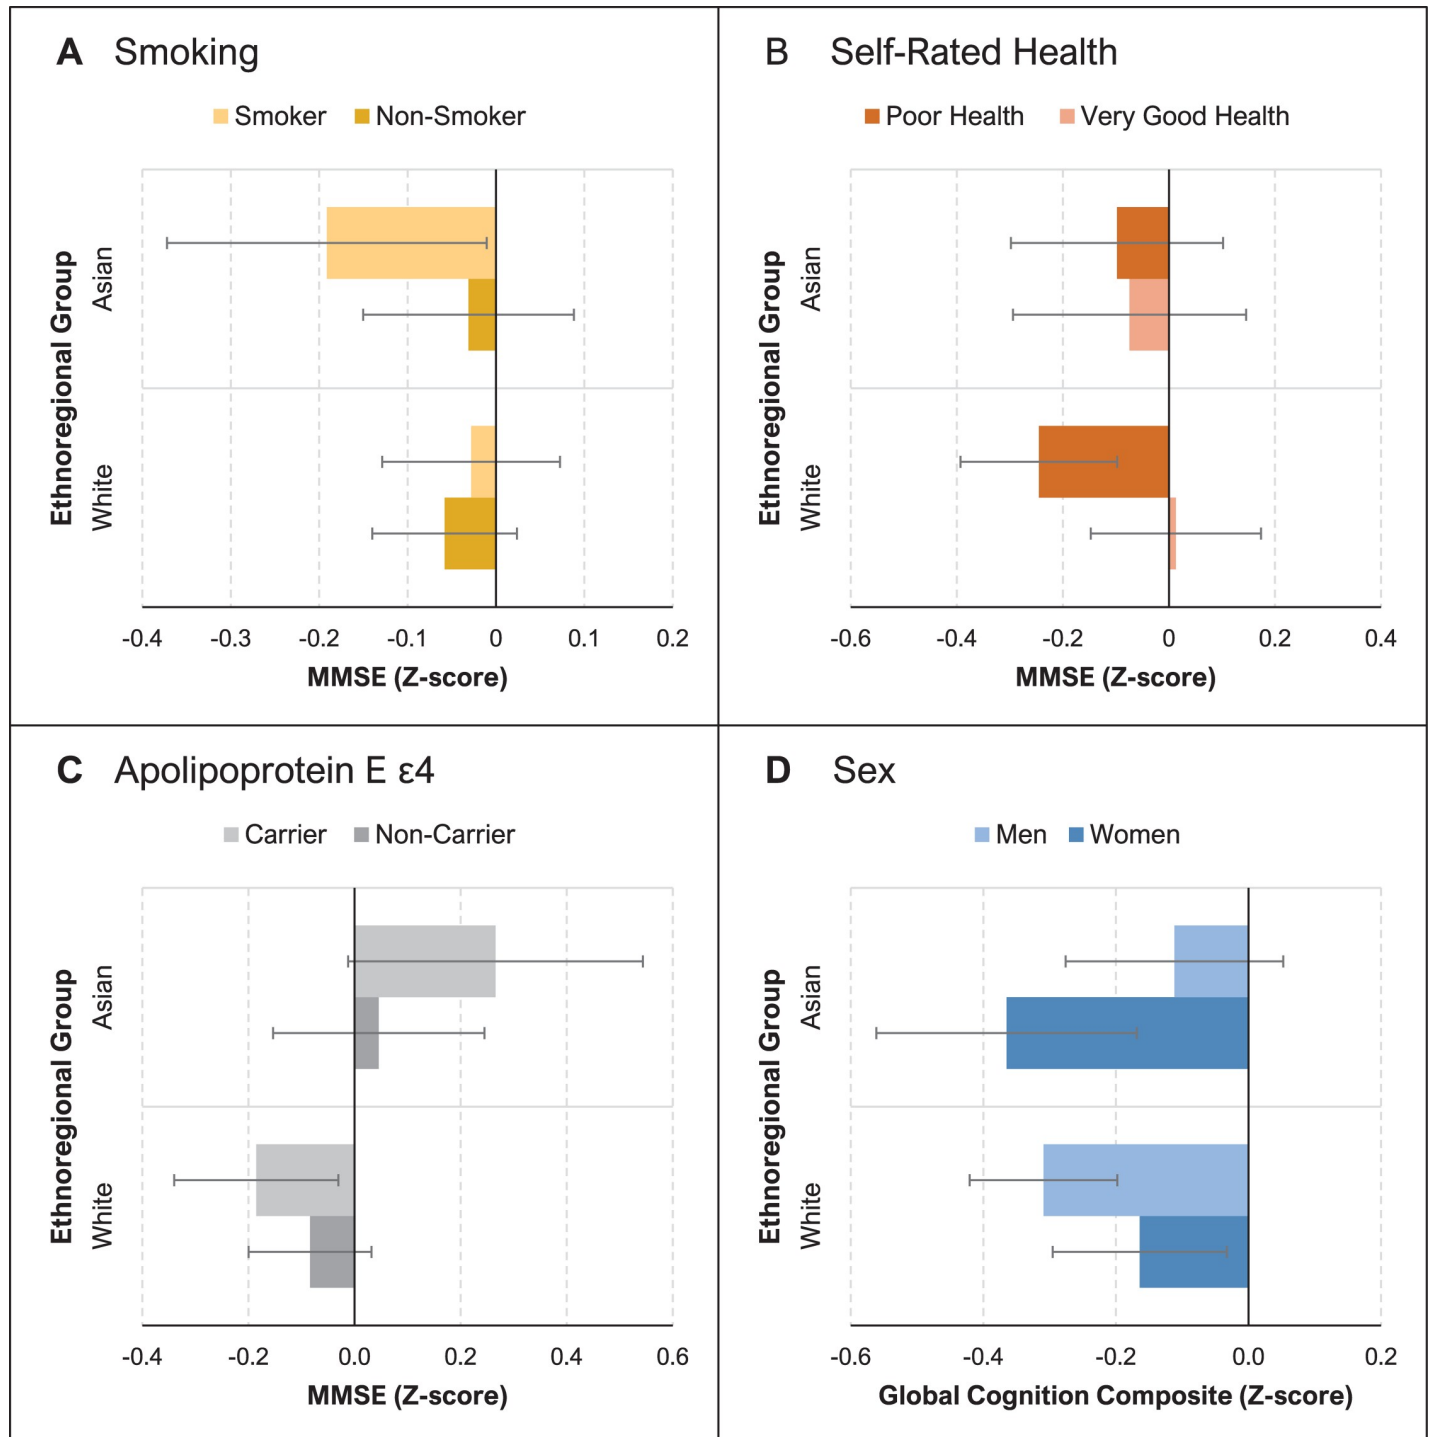 A Smoking
Smoker Non-Smoker
Ethnoregional Group
Asian
White
-0.4 -0.3 -0.2 -0.1 0 0.1 0.2
MMSE (Z-score)
B Self-Rated Health
Poor Health Very Good Health
Ethnoregional Group
Asian
White
-0.6 -0.4 -0.2 0 0.2 0.4
MMSE (Z-score)
C Apolipoprotein E ε4
Carrier Non-Carrier
Ethnoregional Group
Asian
White
-0.4 -0.2 0.0 0.2 0.4 0.6
MMSE (Z-score)
D Sex
Men Women
Ethnoregional Group
Asian
White
-0.6 -0.4 -0.2 0.0 0.2
Global Cognition Composite (Z-score)